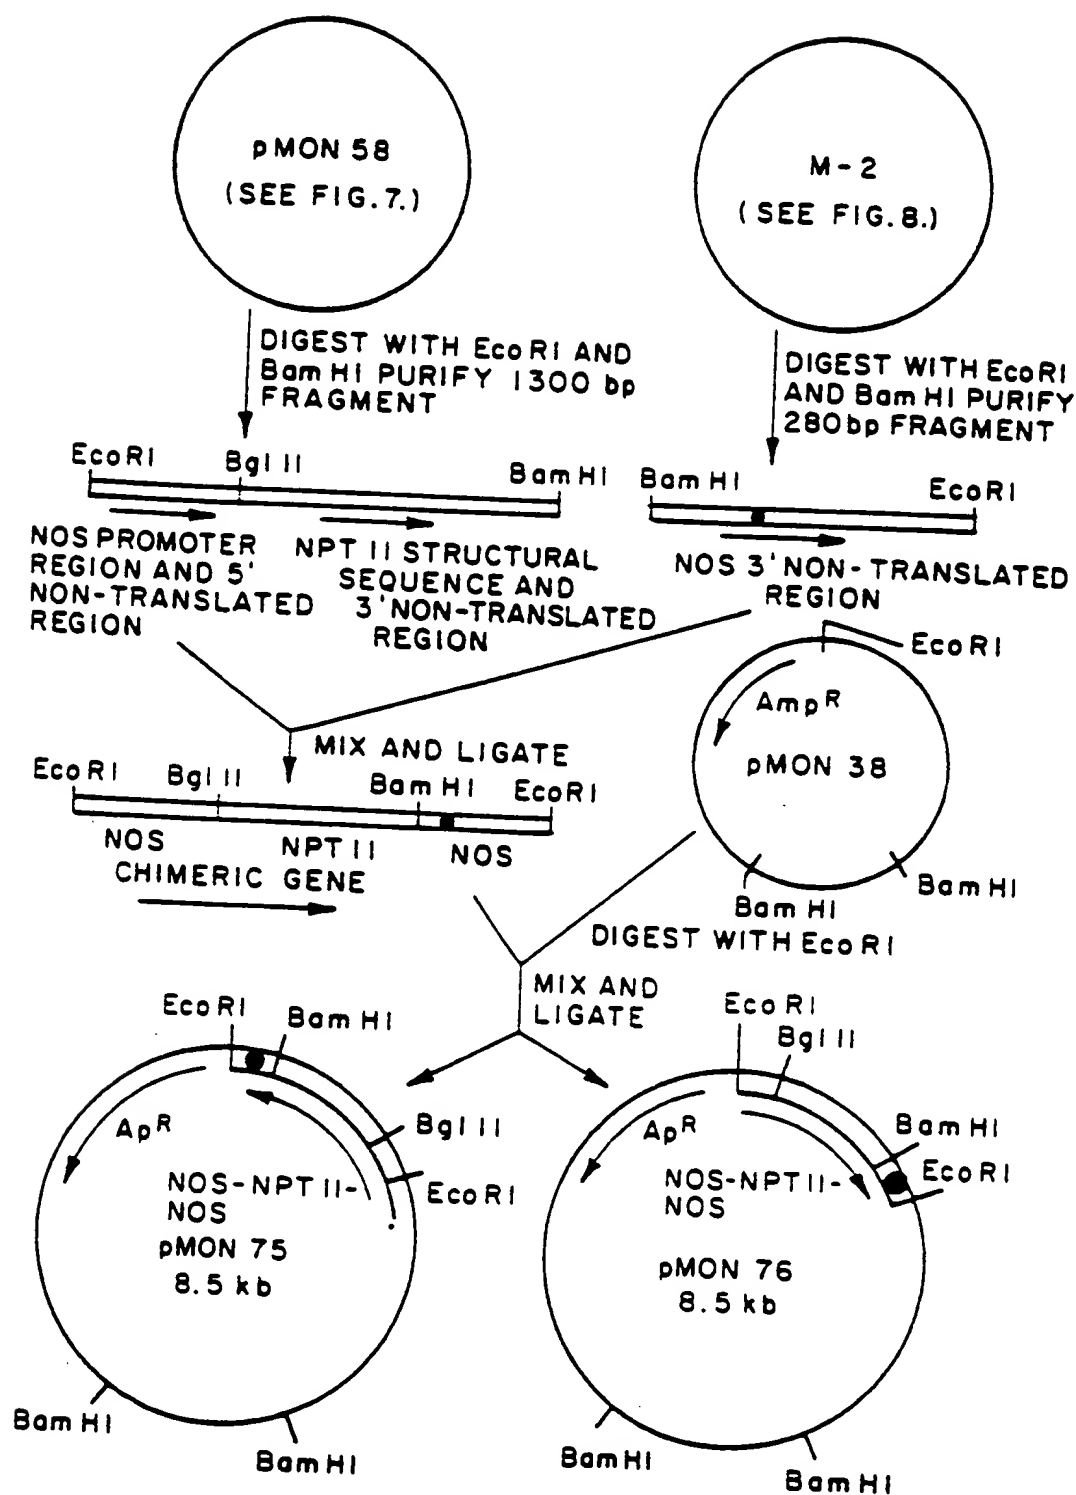 pMON 58
(SEE FIG.7.)
M-2
(SEE FIG.8.)
DIGEST WITH EcoRI AND
BamHI PURIFY 1300 bp
FRAGMENT
DIGEST WITH EcoRI
AND BamHI PURIFY
280bp FRAGMENT
EcoRI
BglII
BamHI
BamHI
EcoRI
NOS PROMOTER
REGION AND 5'
NON-TRANSLATED
REGION
NPT II STRUCTURAL
SEQUENCE AND
3'NON-TRANSLATED
REGION
NOS 3'NON-TRANSLATED
REGION
EcoRI
AmpR
pMON 38
BamHI
BamHI
MIX AND LIGATE
EcoRI
BglII
BamHI
EcoRI
NOS
NPT II
NOS
CHIMERIC GENE
DIGEST WITH EcoRI
MIX AND
LIGATE
EcoRI
BamHI
BglII
EcoRI
ApR
NOS-NPT II-
NOS
pMON 75
8.5 kb
BamHI
BamHI
EcoRI
BglII
BamHI
EcoRI
ApR
NOS-NPT II-
NOS
pMON 76
8.5 kb
BamHI
BamHI